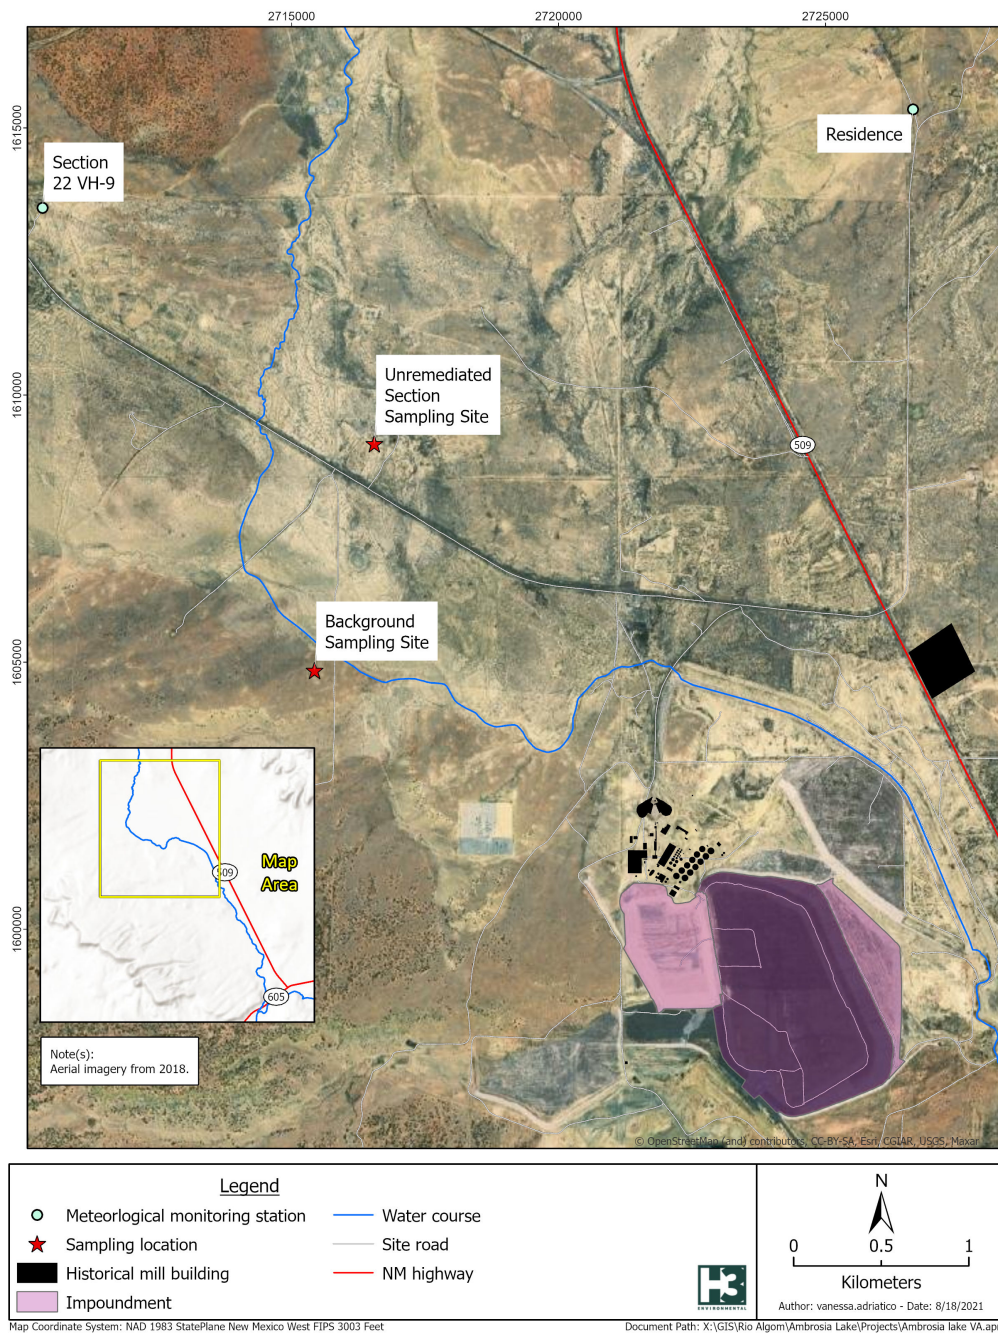 2715000
2720000
2725000
1615000
1610000
1605000
1600000
Section
22 VH-9
Residence
Unremediated
Section
Sampling Site
509
Background
Sampling Site
509
Map
Area
605
Note(s):
Aerial imagery from 2018.
© OpenStreetMap (and) contributors, CC-BY-SA, Esri, CGIAR, USGS, Maxar
Legend
Meteorlogical monitoring station
Sampling location
Historical mill building
Impoundment
Water course
Site road
NM highway
H3
ENVIRONMENTAL
N
0 0.5 1
Kilometers
Author: vanessa.adriatico - Date: 8/18/2021
Map Coordinate System: NAD 1983 StatePlane New Mexico West FIPS 3003 Feet
Document Path: X:\GIS\Rio Algom\Ambrosia Lake\Projects\Ambrosia lake VA.apr